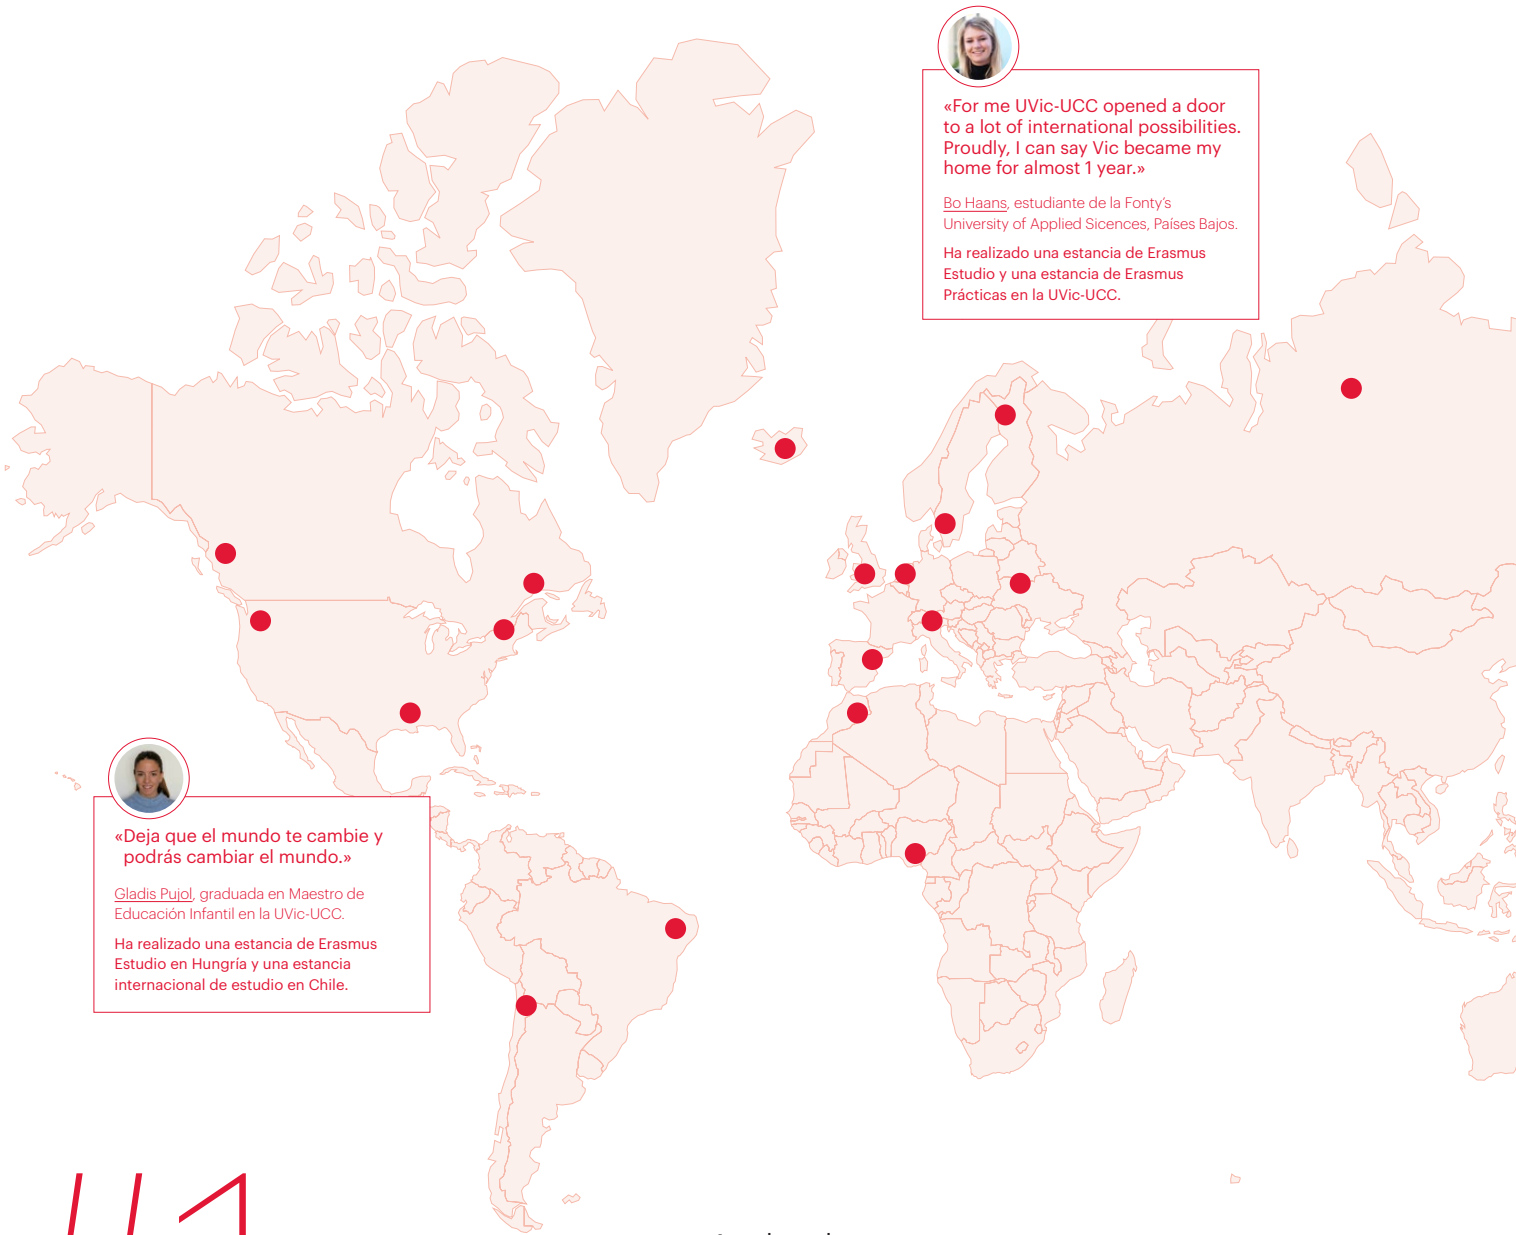 «For me UVic-UCC opened a door
to a lot of international possibilities.
Proudly, I can say Vic became my
home for almost 1 year.»
Bo Haans, estudiante de la Fonty's
University of Applied Sicences, Países Bajos.
Ha realizado una estancia de Erasmus
Estudio y una estancia de Erasmus
Prácticas en la UVic-UCC.
«Deja que el mundo te cambie y
podrás cambiar el mundo.»
Gladis Pujol, graduada en Maestro de
Educación Infantil en la UVic-UCC.
Ha realizado una estancia de Erasmus
Estudio en Hungría y una estancia
internacional de estudio en Chile.